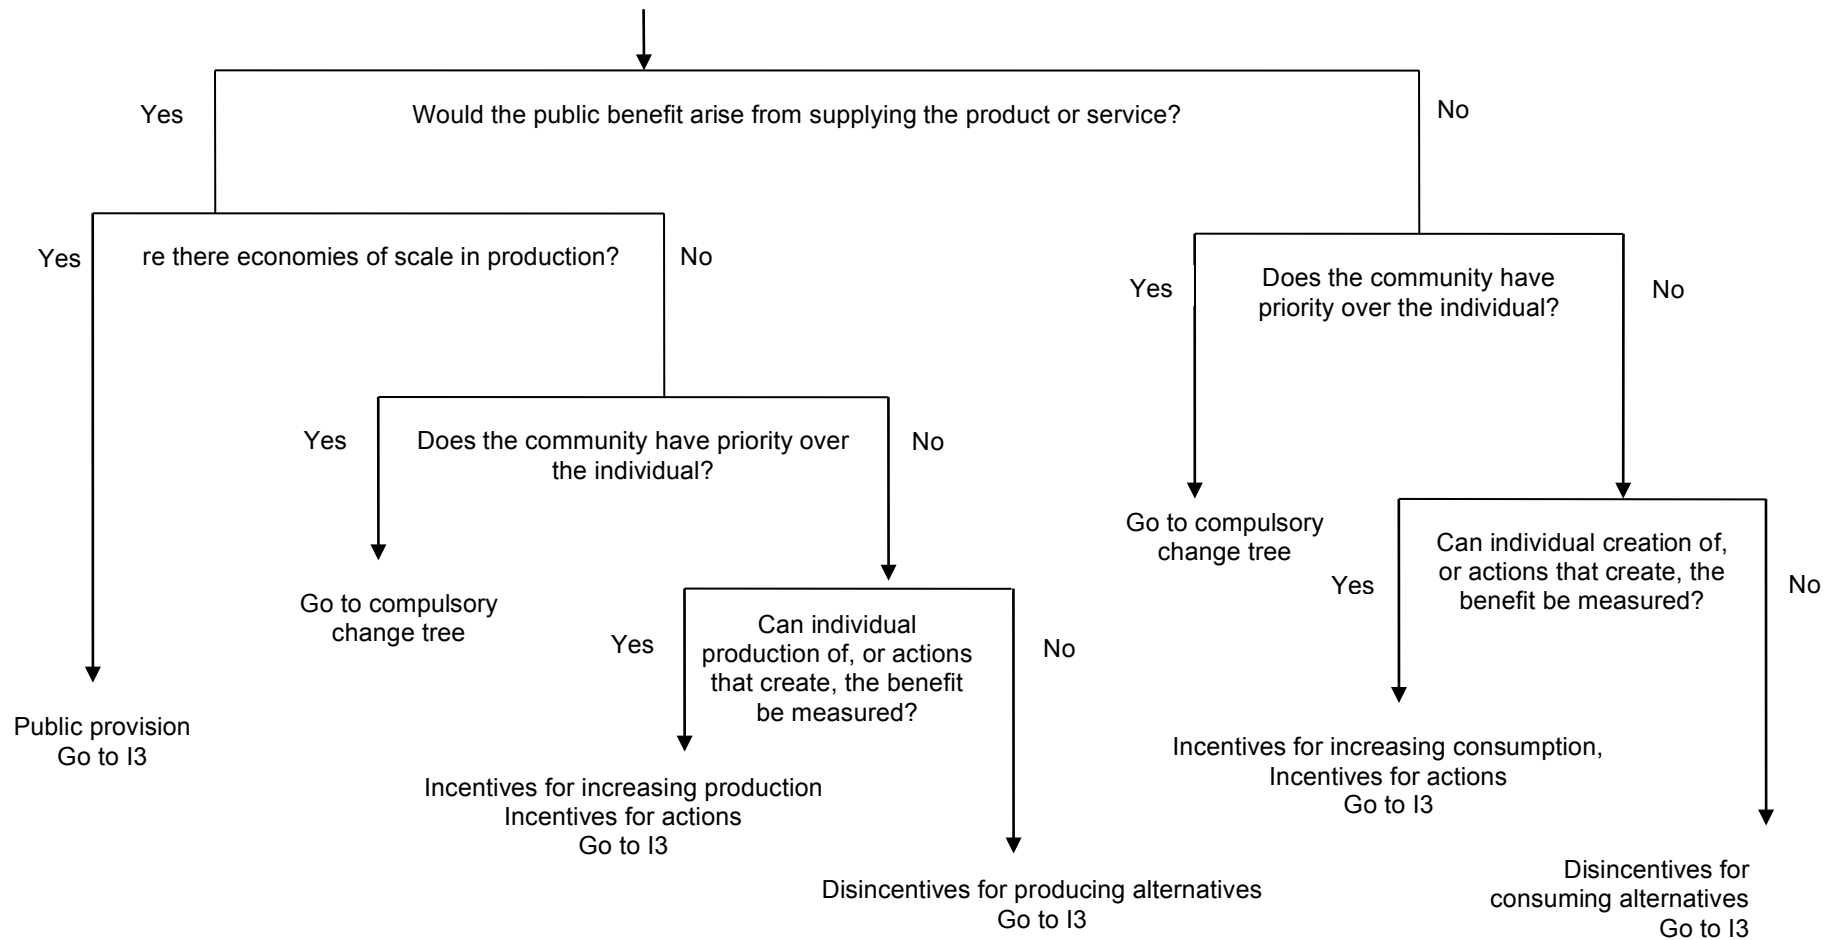 Yes
Would the public benefit arise from supplying the product or service?
No
Yes
re there economies of scale in production?
No
Yes
Does the community have
priority over the individual?
No
Yes
Does the community have priority over
the individual?
No
Go to compulsory
change tree
Yes
Can individual creation of,
or actions that create, the
benefit be measured?
No
Go to compulsory
change tree
Yes
Can individual
production of, or actions
that create, the benefit
be measured?
No
Public provision
Go to I3
Incentives for increasing consumption,
Incentives for actions
Go to I3
Incentives for increasing production
Incentives for actions
Go to I3
Disincentives for producing alternatives
Go to I3
Disincentives for
consuming alternatives
Go to I3